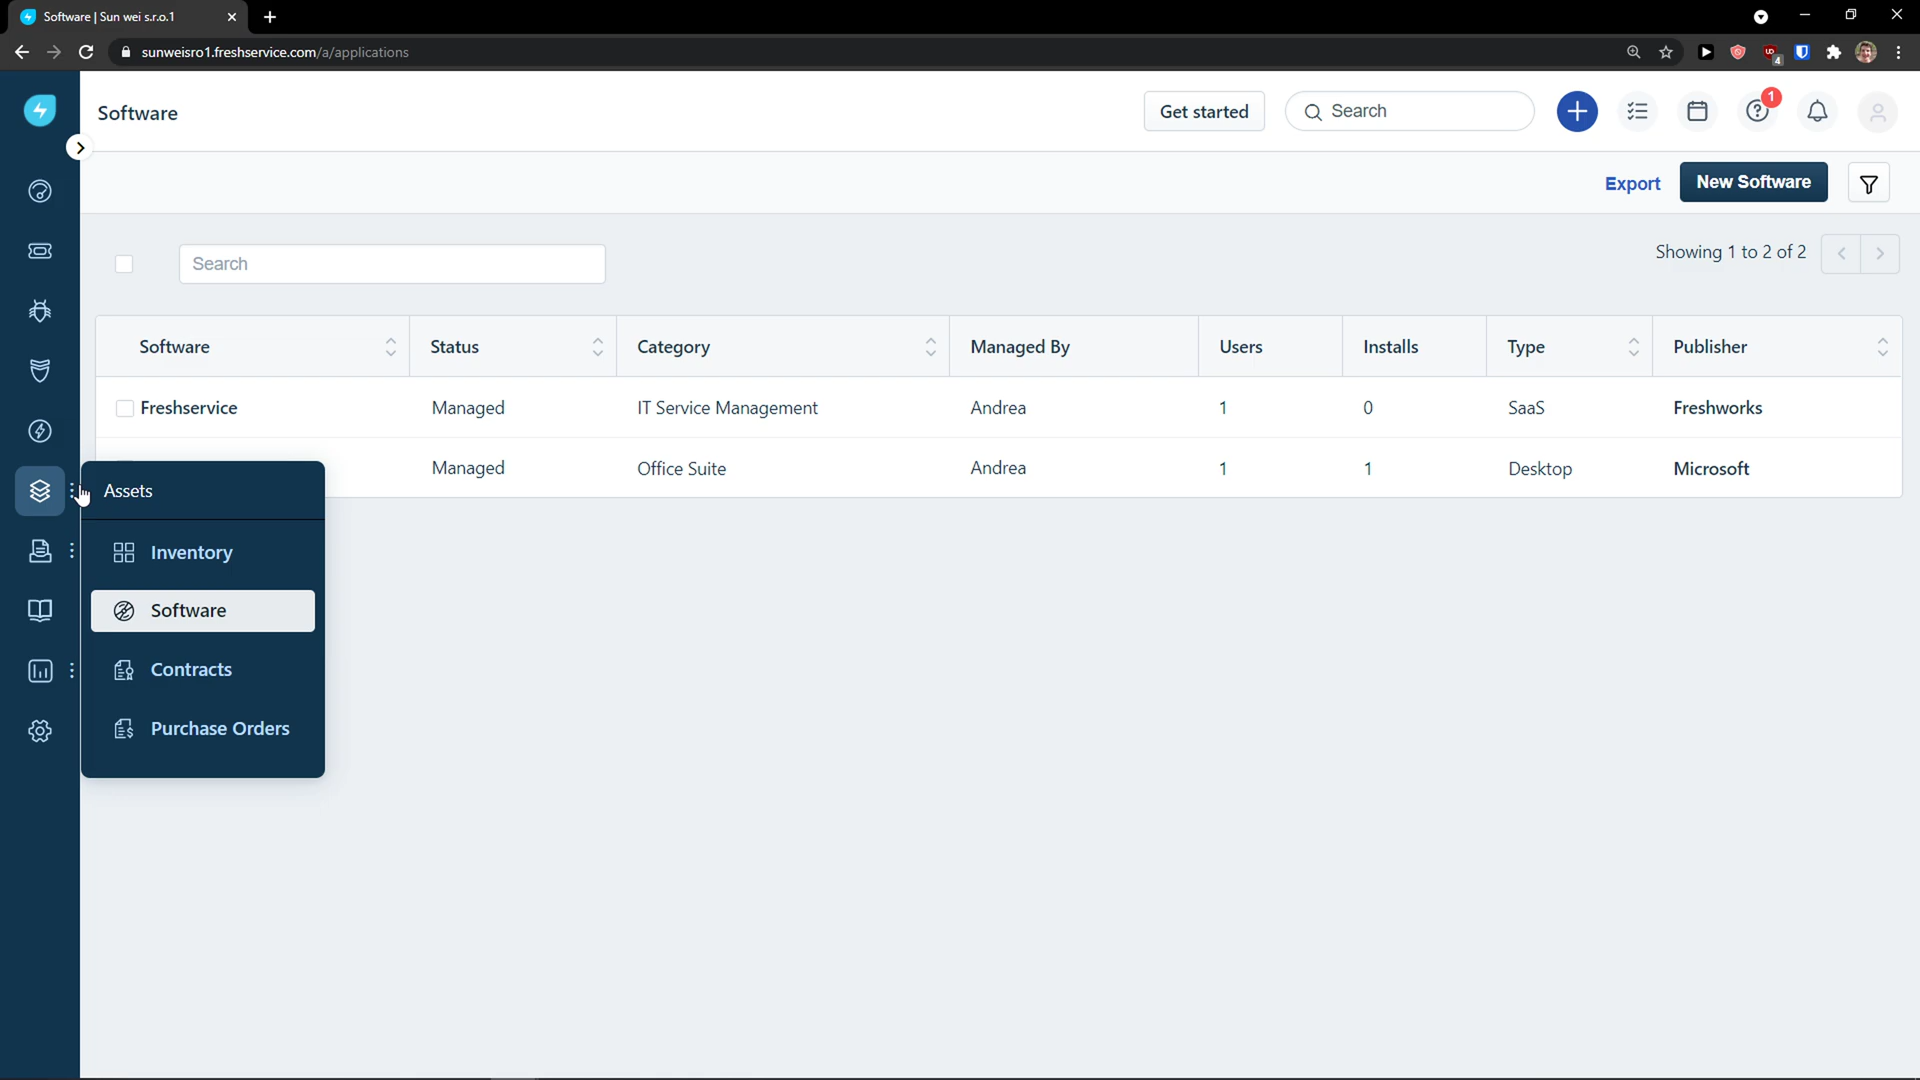 Software | Sun wei s.r.o.1
sunweisro1.freshservice.com/a/applications
Software
Get started
Search
1
Export
New Software
Search
Showing 1 to 2 of 2
Software Status Category Managed By Users Installs Type Publisher
Freshservice Managed IT Service Management Andrea 1 0 SaaS Freshworks
Managed Office Suite Andrea 1 1 Desktop Microsoft
Assets
Inventory
Software
Contracts
Purchase Orders